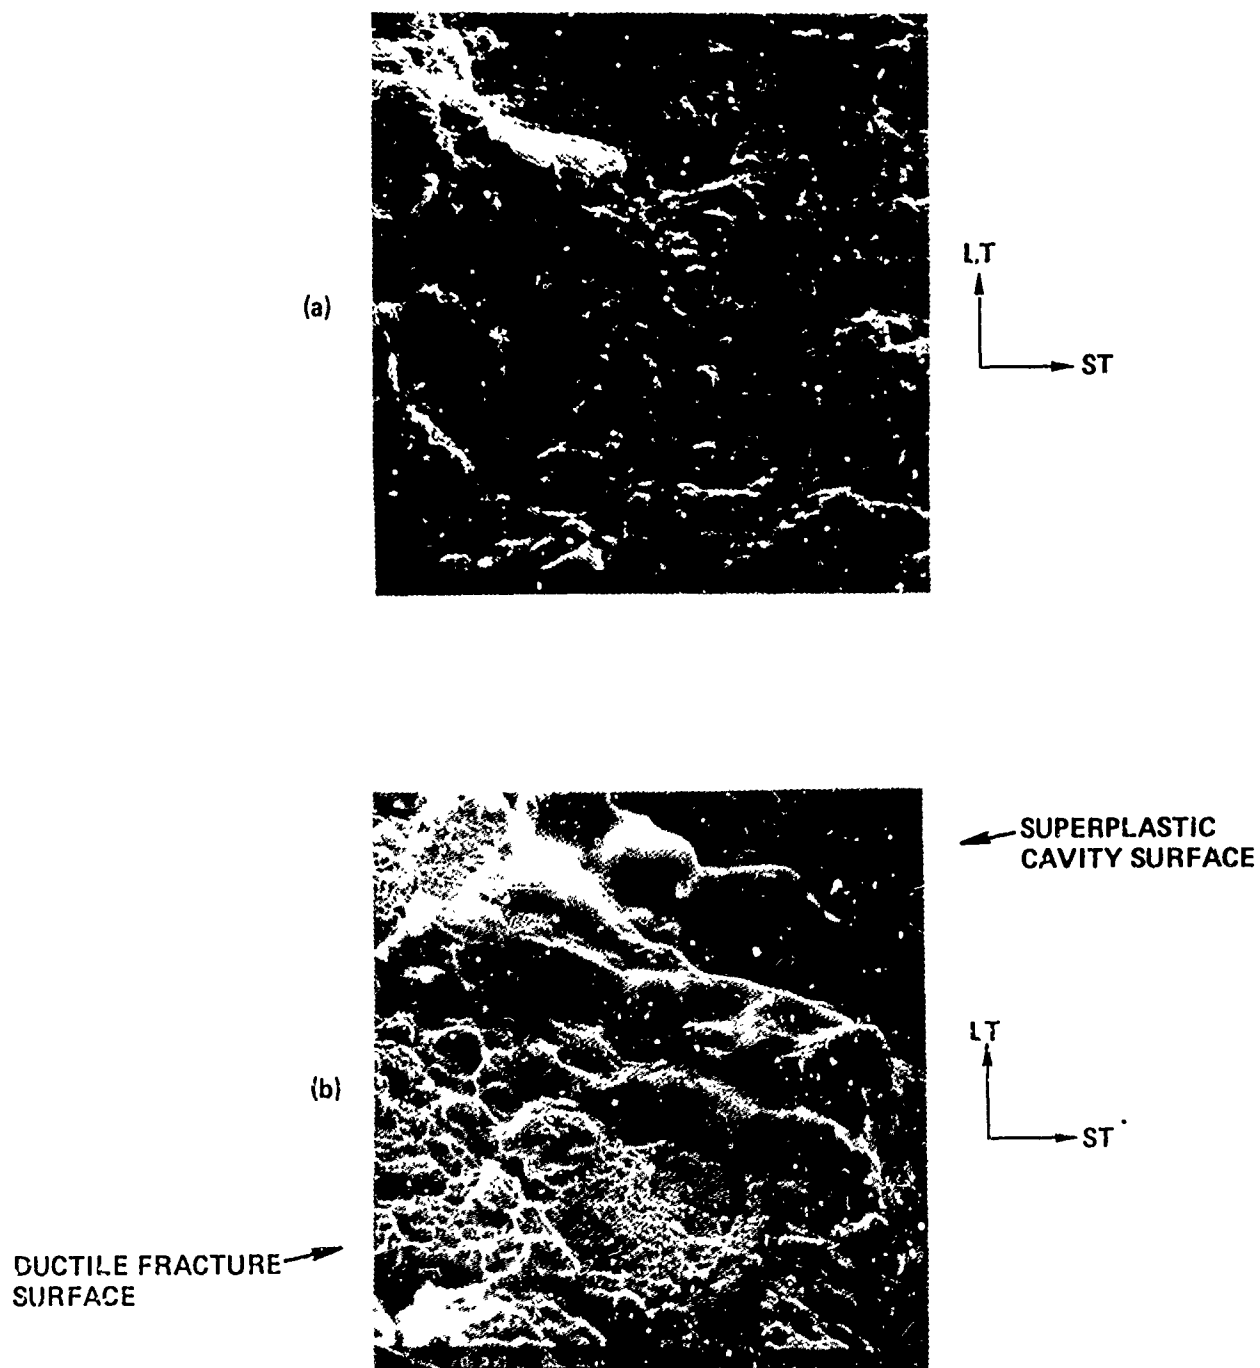 (a)
LT
ST
SUPERPLASTIC
CAVITY SURFACE
LT
(b)
ST
DUCTILE FRACTURE
SURFACE